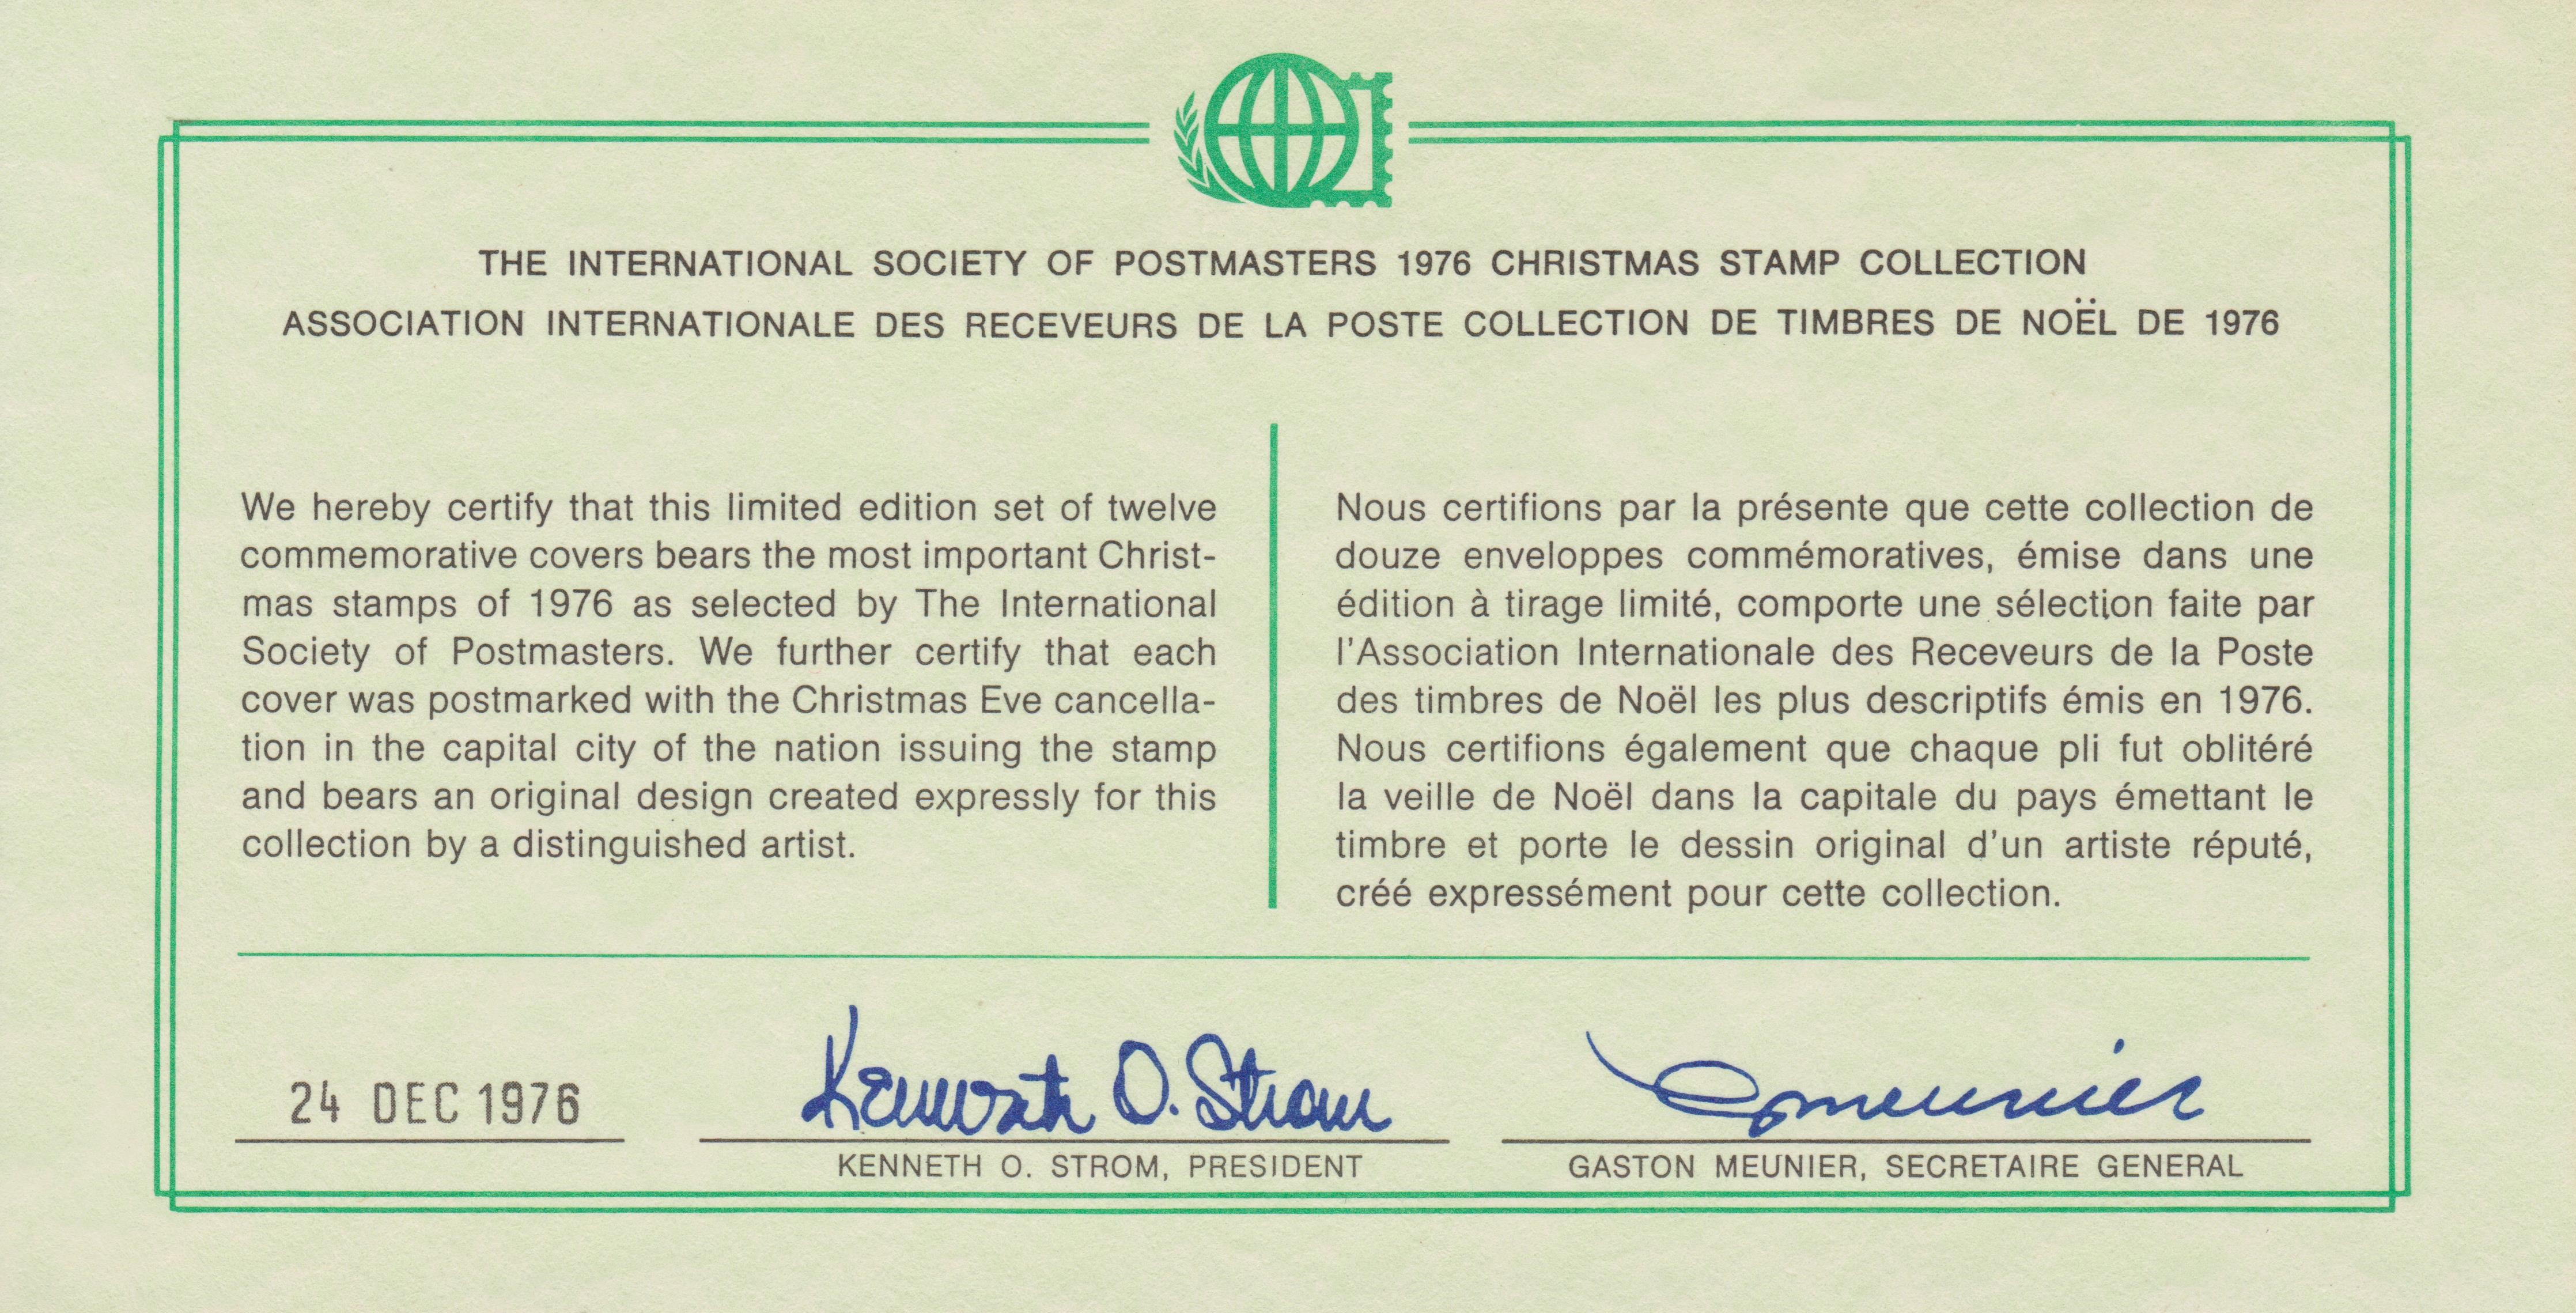 THE INTERNATIONAL SOCIETY OF POSTMASTERS 1976 CHRISTMAS STAMP COLLECTION
ASSOCIATION INTERNATIONALE DES RECEVEURS DE LA POSTE COLLECTION DE TIMBRES DE NOËL DE 1976
We hereby certify that this limited edition set of twelve
commemorative covers bears the most important Christ-
mas stamps of 1976 as selected by The International
Society of Postmasters. We further certify that each
cover was postmarked with the Christmas Eve cancella-
tion in the capital city of the nation issuing the stamp
and bears an original design created expressly for this
collection by a distinguished artist.
Nous certifions par la présente que cette collection de
douze enveloppes commémoratives, émise dans une
édition à tirage limité, comporte une sélection faite par
l'Association Internationale des Receveurs de la Poste
des timbres de Noël les plus descriptifs émis en 1976.
Nous certifions également que chaque pli fut oblitéré
la veille de Noël dans la capitale du pays émettant le
timbre et porte le dessin original d'un artiste réputé,
créé expressément pour cette collection.
24 DEC 1976
Kenneth O. Strom
GMeunier
KENNETH O. STROM, PRESIDENT
GASTON MEUNIER, SECRETAIRE GENERAL